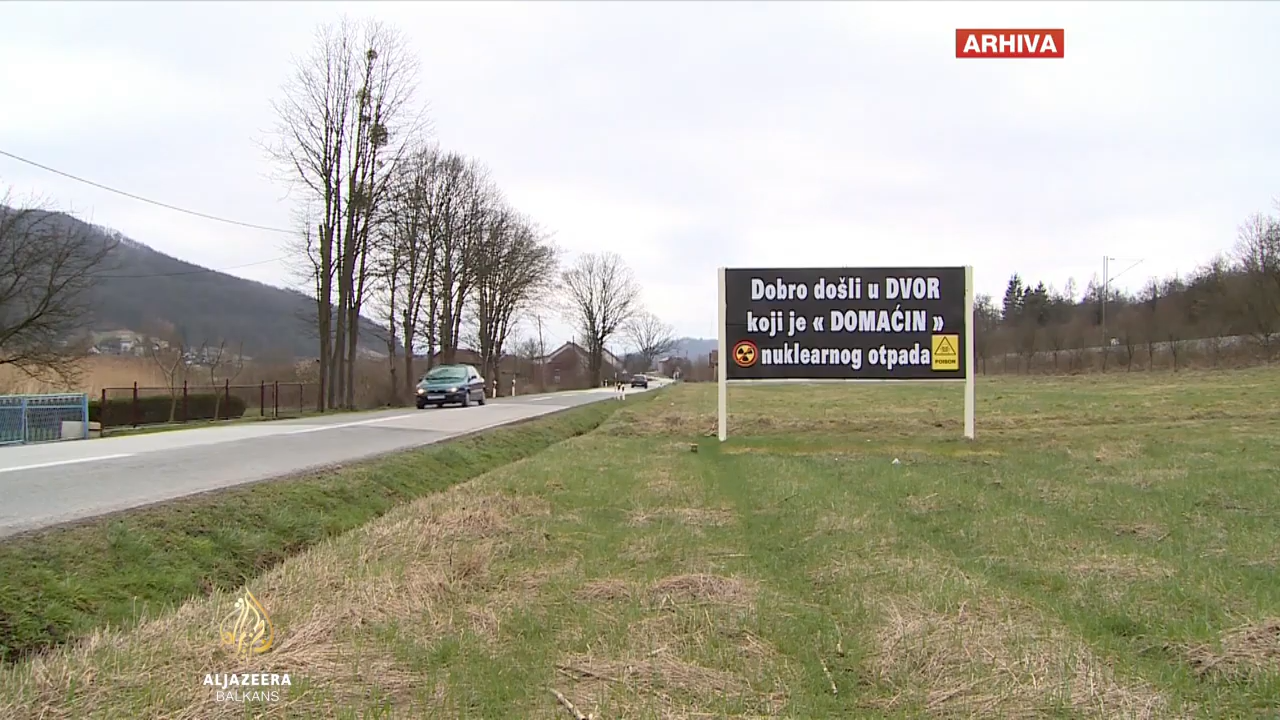 ARHIVA
Dobro došli u DVOR
koji je « DOMAĆIN »
nuklearnog otpada
POISON
ALJAZEERA
BALKANS